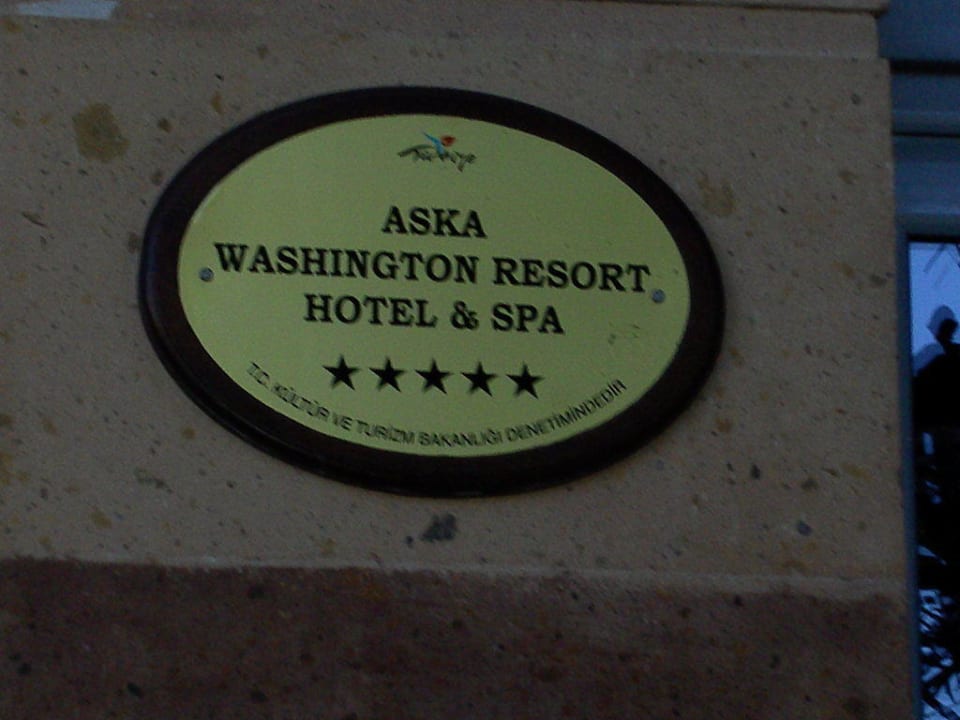 Türkiye
ASKA
WASHINGTON RESORT
HOTEL & SPA
T.C. KÜLTÜR VE TURİZM BAKANLIĞI DENETİMİNDEDİR